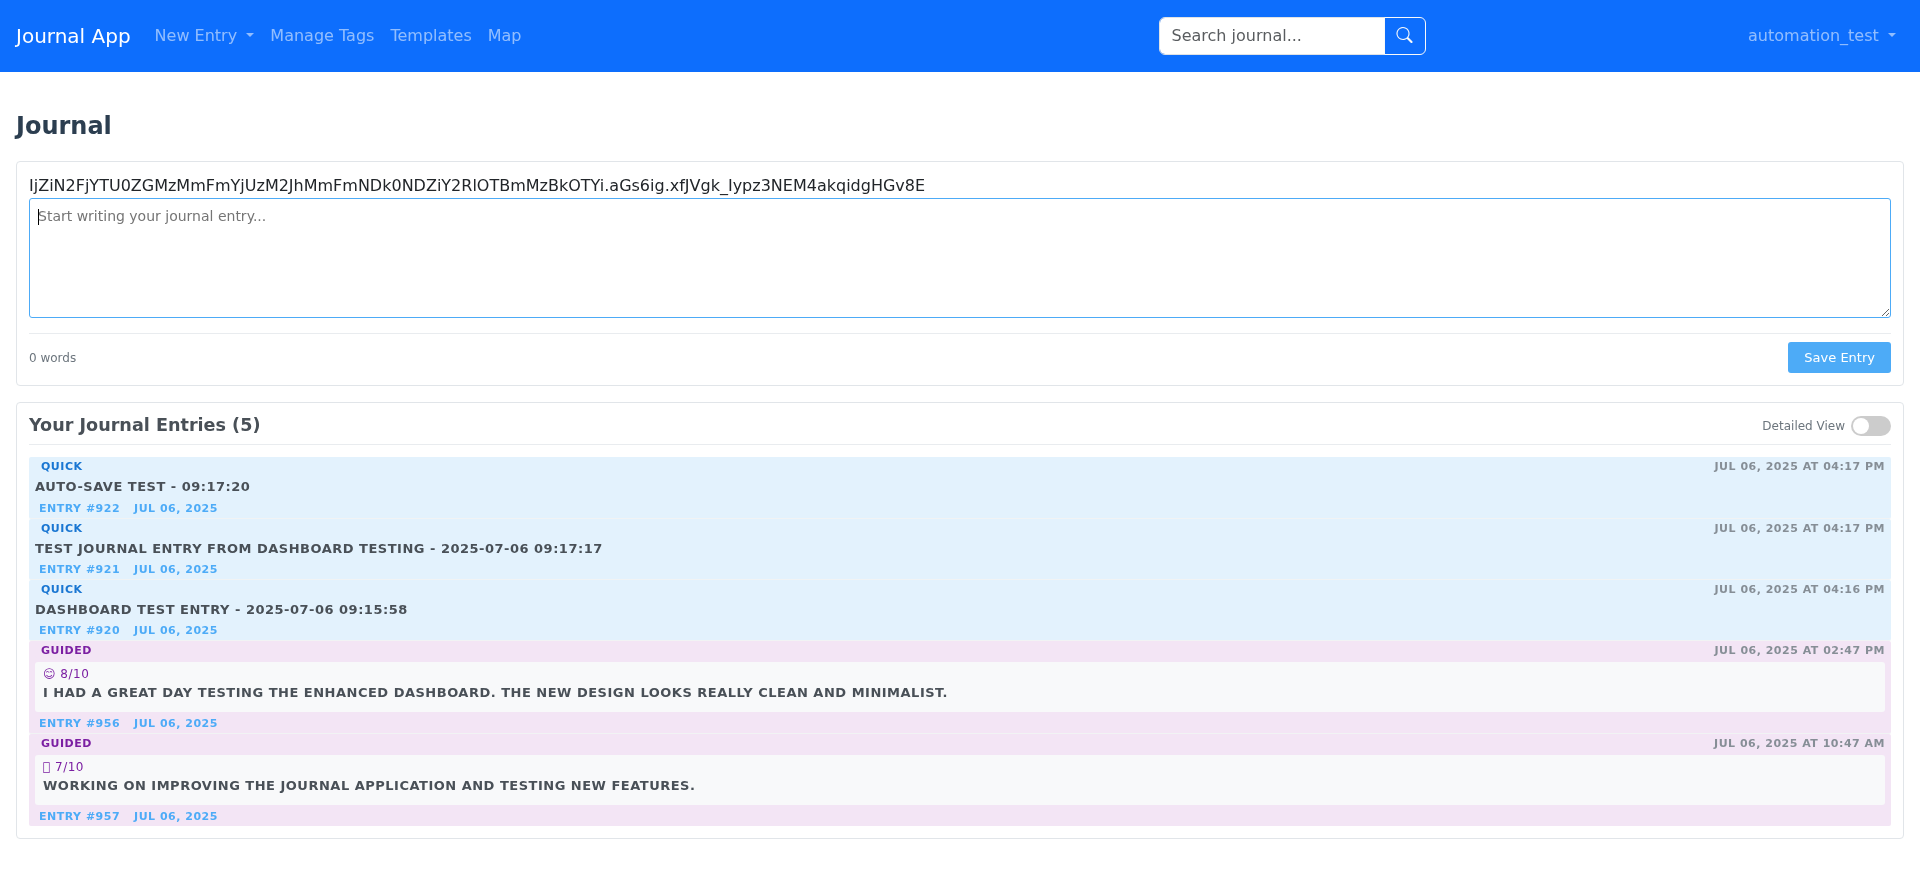 Journal App New Entry Manage Tags Templates Map Search journal... automation_test
Journal
IjZiN2FjYTU0ZGMzMmFmYjUzM2JhMmFmNDk0NDZiY2RlOTBmMzBkOTYi.aGs6ig.xfJVgk_Iypz3NEM4akqidgHGv8E
Start writing your journal entry...
0 words Save Entry
Your Journal Entries (5) Detailed View
QUICK JUL 06, 2025 AT 04:17 PM
AUTO-SAVE TEST - 09:17:20
ENTRY #922 JUL 06, 2025
QUICK JUL 06, 2025 AT 04:17 PM
TEST JOURNAL ENTRY FROM DASHBOARD TESTING - 2025-07-06 09:17:17
ENTRY #921 JUL 06, 2025
QUICK JUL 06, 2025 AT 04:16 PM
DASHBOARD TEST ENTRY - 2025-07-06 09:15:58
ENTRY #920 JUL 06, 2025
GUIDED JUL 06, 2025 AT 02:47 PM
😊 8/10
I HAD A GREAT DAY TESTING THE ENHANCED DASHBOARD. THE NEW DESIGN LOOKS REALLY CLEAN AND MINIMALIST.
ENTRY #956 JUL 06, 2025
GUIDED JUL 06, 2025 AT 10:47 AM
7/10
WORKING ON IMPROVING THE JOURNAL APPLICATION AND TESTING NEW FEATURES.
ENTRY #957 JUL 06, 2025